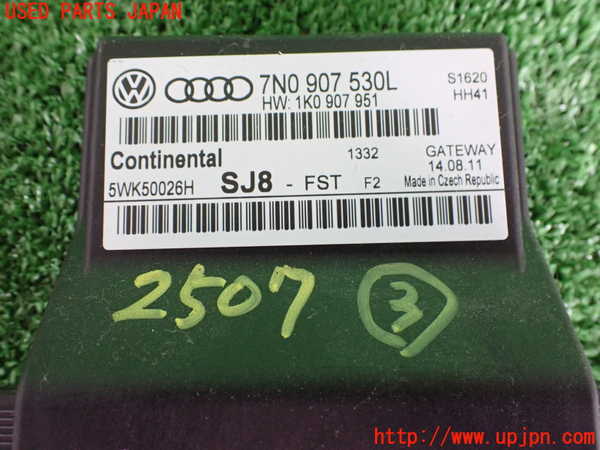 USED PARTS JAPAN
7N0 907 530L
HW: 1K0 907 951
S1620
HH41
Continental
1332
GATEWAY
14.08.11
5WK50026H SJ8 - FST F2 Made in Czech Republic
2507 3
http://www.upjpn.com/